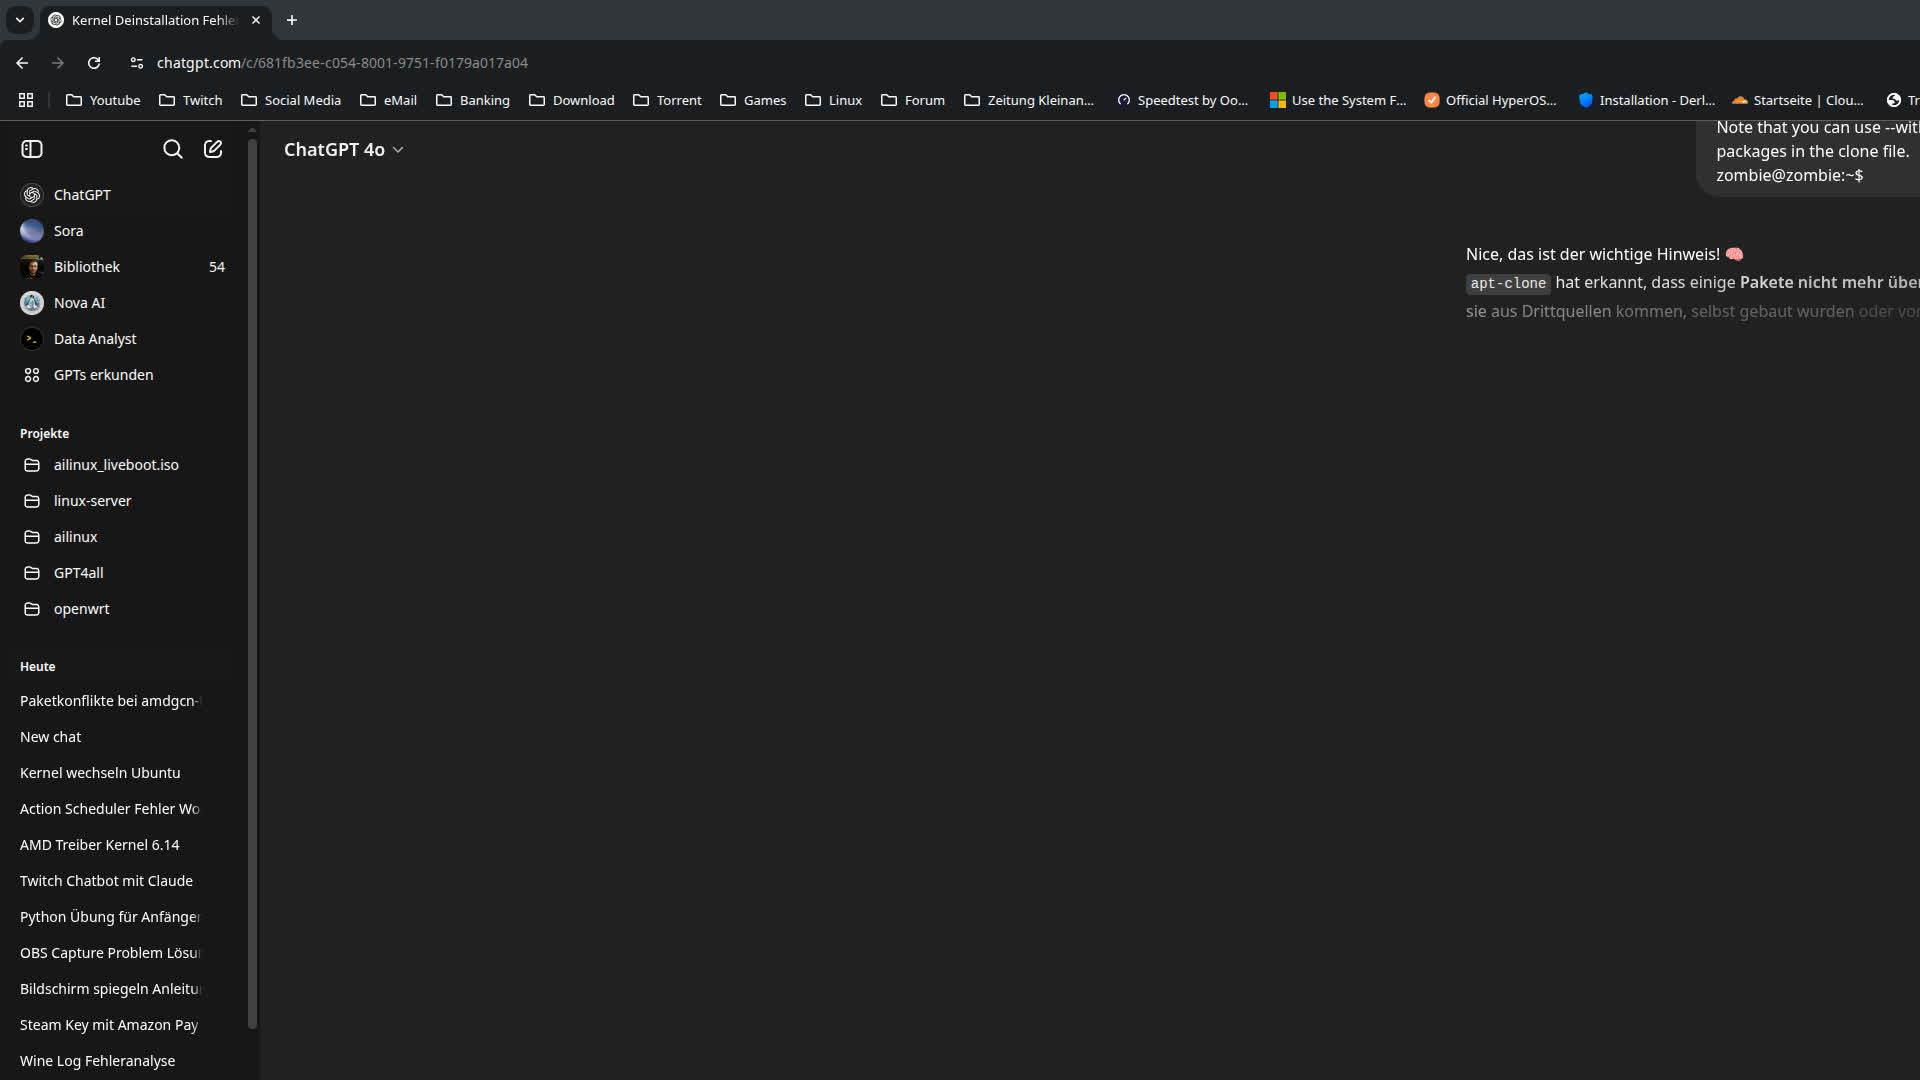 Kernel Deinstallation Fehle
chatgpt.com/c/681fb3ee-c054-8001-9751-f0179a017a04
Youtube Twitch Social Media eMail Banking Download Torrent Games Linux Forum Zeitung Kleinan... Speedtest by Oo... Use the System F... Official HyperOS... Installation - Derl... Startseite | Clou... Tr
ChatGPT 4o
Note that you can use --with
packages in the clone file.
zombie@zombie:~$
ChatGPT
Sora
Bibliothek 54
Nova AI
Data Analyst
GPTs erkunden
Nice, das ist der wichtige Hinweis! 🧠
apt-clone hat erkannt, dass einige Pakete nicht mehr über
sie aus Drittquellen kommen, selbst gebaut wurden oder vor
Projekte
ailinux_liveboot.iso
linux-server
ailinux
GPT4all
openwrt
Heute
Paketkonflikte bei amdgcn-
New chat
Kernel wechseln Ubuntu
Action Scheduler Fehler Wo
AMD Treiber Kernel 6.14
Twitch Chatbot mit Claude
Python Übung für Anfänger
OBS Capture Problem Lösu
Bildschirm spiegeln Anleitu
Steam Key mit Amazon Pay
Wine Log Fehleranalyse